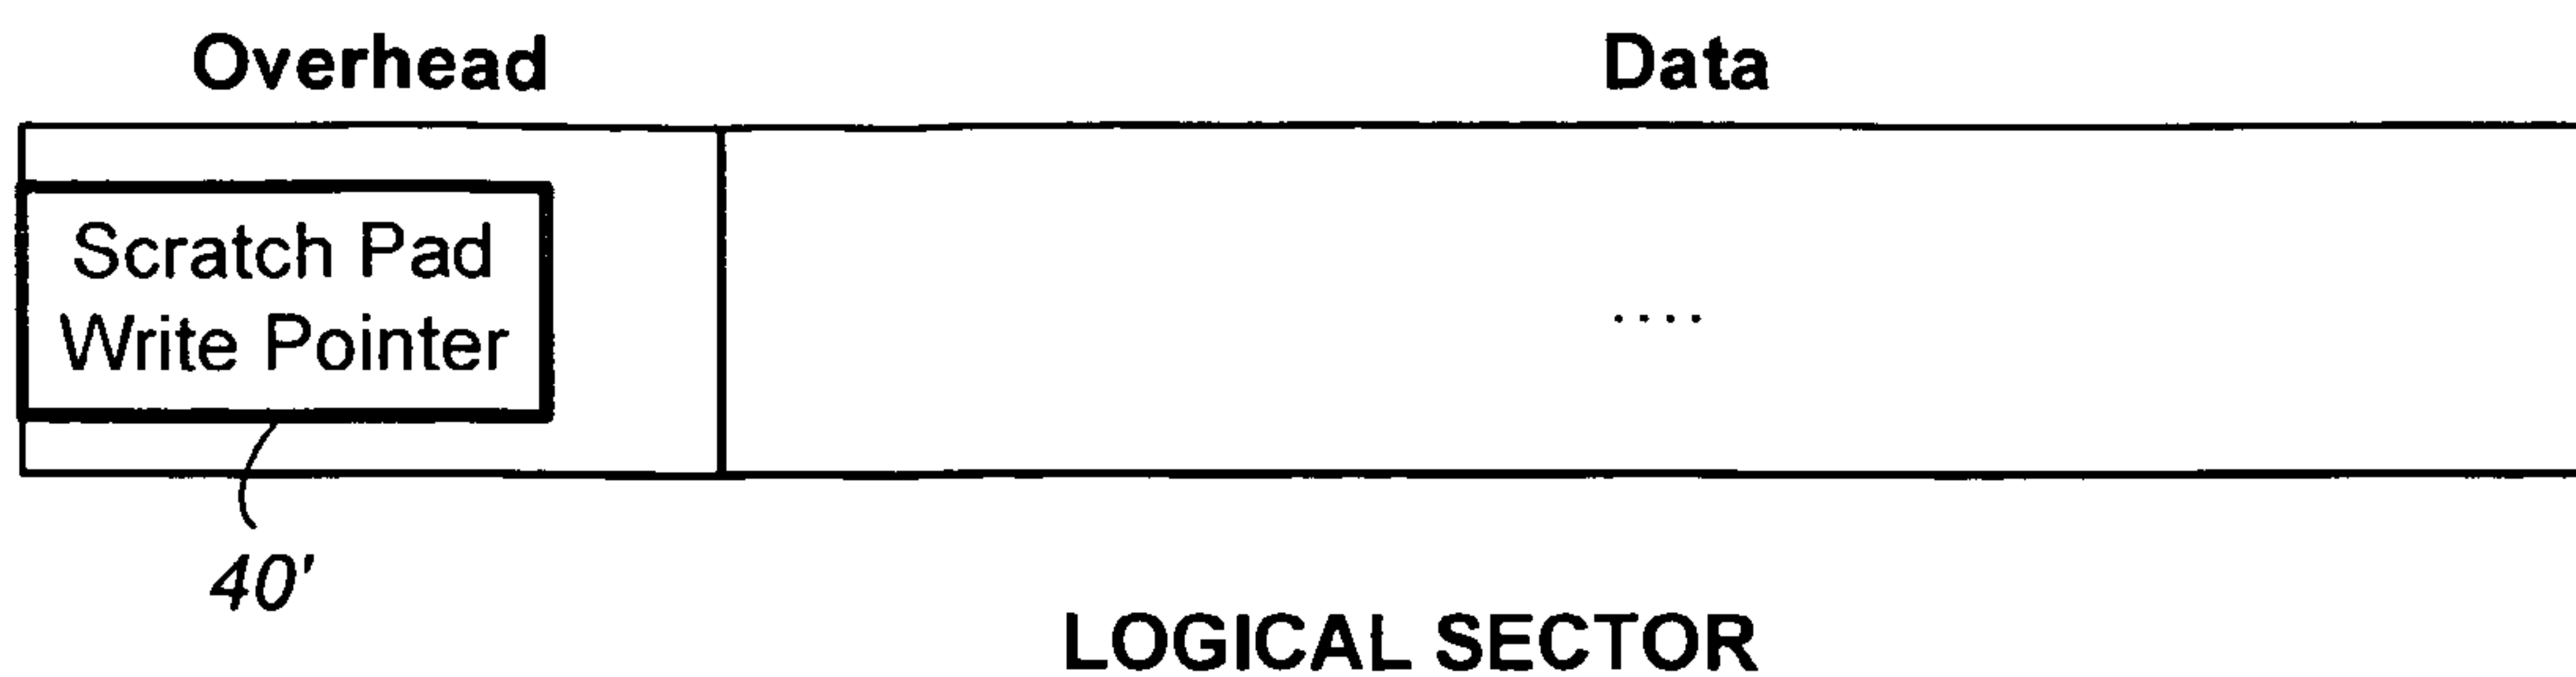 Overhead
Data
Scratch Pad
Write Pointer
....
40'
LOGICAL SECTOR